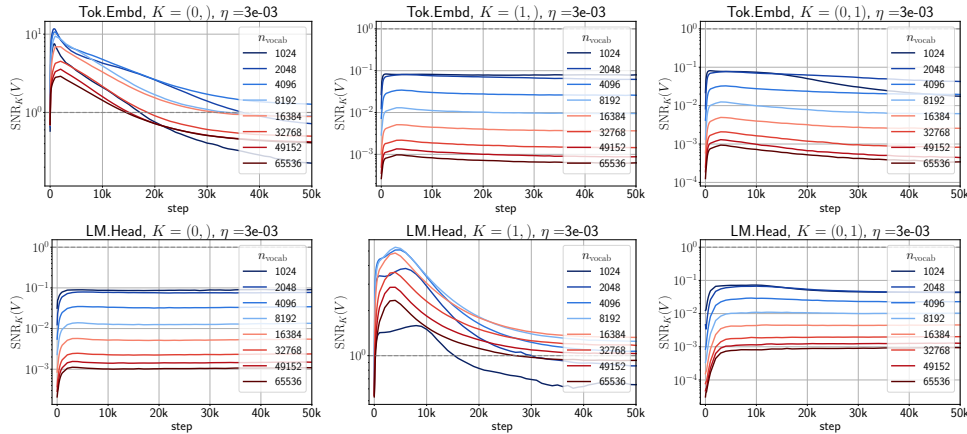 Tok.Embd, K = (0, ), η =3e-03
SNR_K(V)
10^1
10^0
n_vocab
1024
2048
4096
8192
16384
32768
49152
65536
0 10k 20k 30k 40k 50k
step
Tok.Embd, K = (1, ), η =3e-03
SNR_K(V)
10^0
10^-1
10^-2
10^-3
n_vocab
1024
2048
4096
8192
16384
32768
49152
65536
0 10k 20k 30k 40k 50k
step
Tok.Embd, K = (0, 1), η =3e-03
SNR_K(V)
10^0
10^-1
10^-2
10^-3
10^-4
n_vocab
1024
2048
4096
8192
16384
32768
49152
65536
0 10k 20k 30k 40k 50k
step
LM.Head, K = (0, ), η =3e-03
SNR_K(V)
10^0
10^-1
10^-2
10^-3
n_vocab
1024
2048
4096
8192
16384
32768
49152
65536
0 10k 20k 30k 40k 50k
step
LM.Head, K = (1, ), η =3e-03
SNR_K(V)
10^0
n_vocab
1024
2048
4096
8192
16384
32768
49152
65536
0 10k 20k 30k 40k 50k
step
LM.Head, K = (0, 1), η =3e-03
SNR_K(V)
10^0
10^-1
10^-2
10^-3
10^-4
n_vocab
1024
2048
4096
8192
16384
32768
49152
65536
0 10k 20k 30k 40k 50k
step